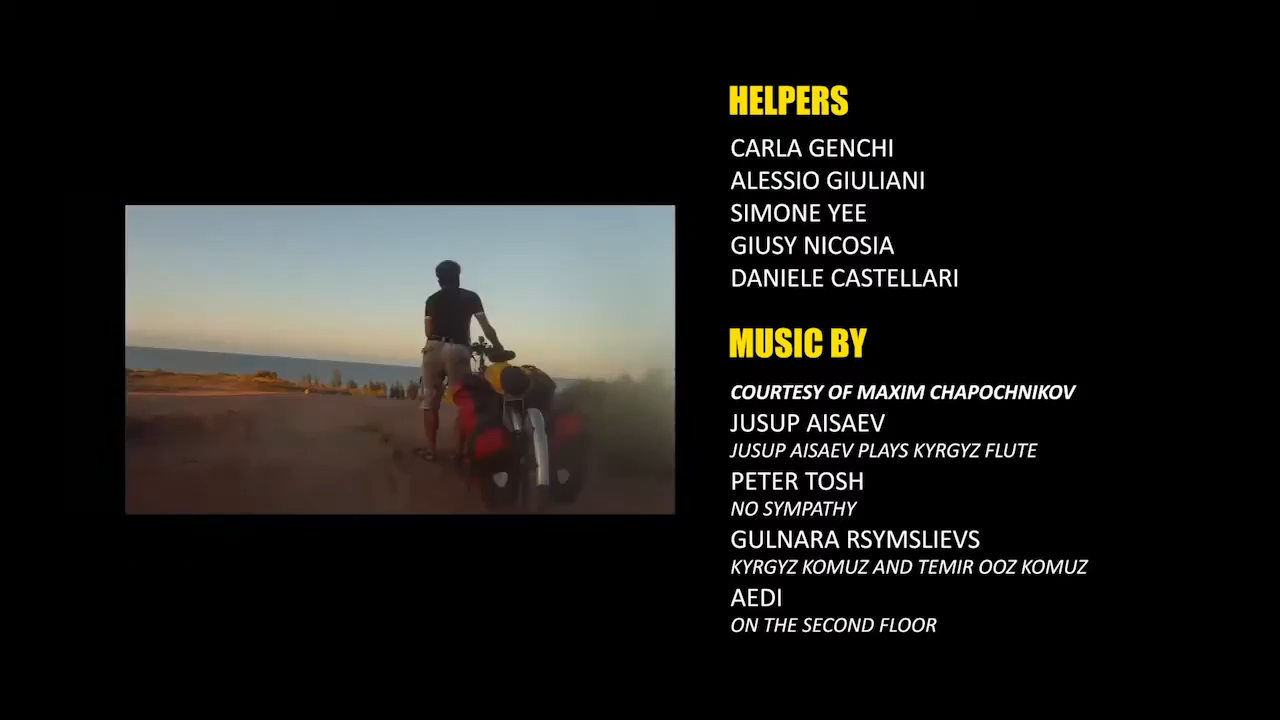 HELPERS
CARLA GENCHI
ALESSIO GIULIANI
SIMONE YEE
GIUSY NICOSIA
DANIELE CASTELLARI
MUSIC BY
COURTESY OF MAXIM CHAPOCHNIKOV
JUSUP AISAEV
JUSUP AISAEV PLAYS KYRGYZ FLUTE
PETER TOSH
NO SYMPATHY
GULNARA RSYMSLIEVS
KYRGYZ KOMUZ AND TEMIR OOZ KOMUZ
AEDI
ON THE SECOND FLOOR